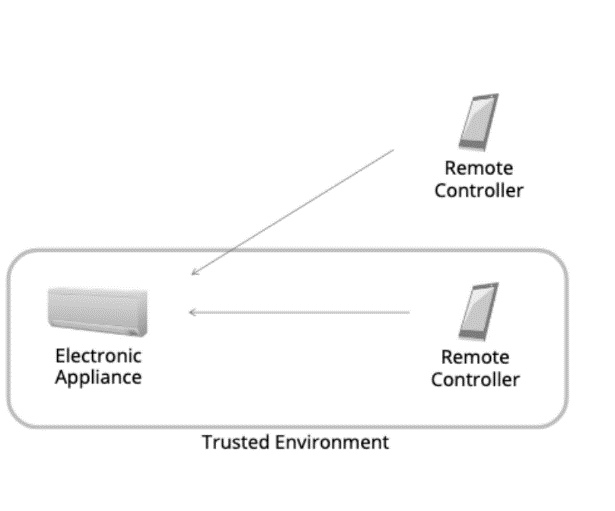 Remote
Controller
Electronic
Appliance
Remote
Controller
Trusted Environment